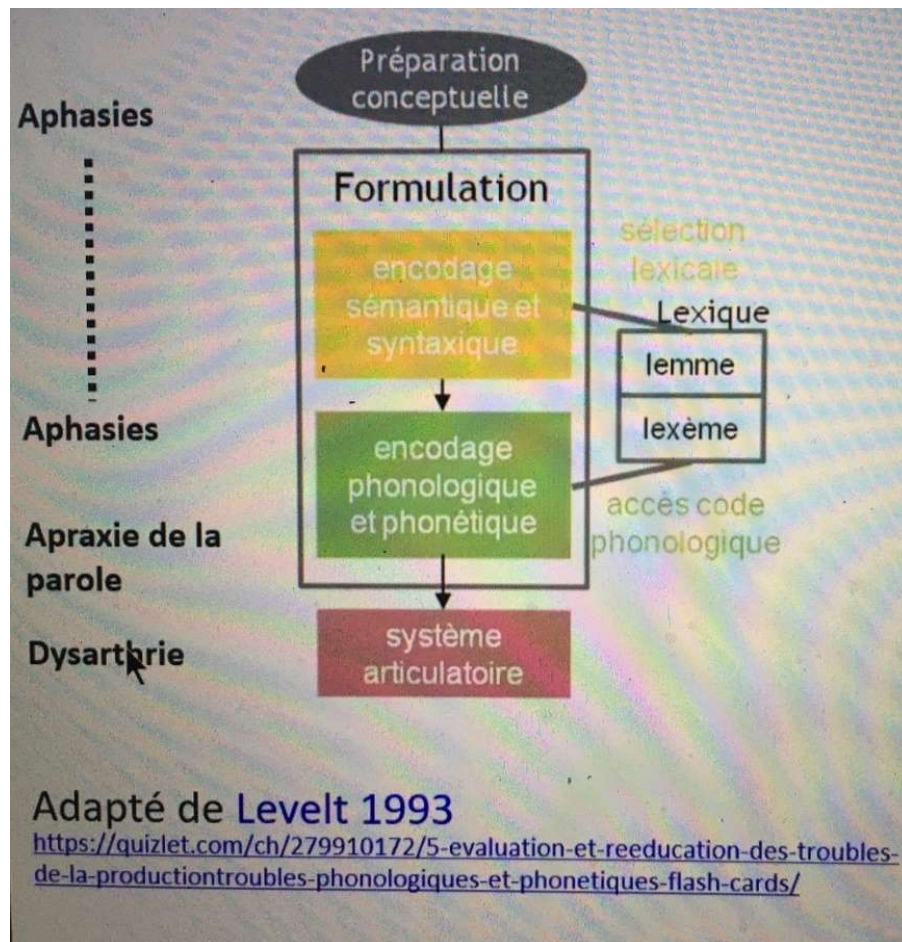 Préparation
conceptuelle
Aphasies
Formulation
encodage
sémantique et
syntaxique
sélection
lexicale
Lexique
lemme
lexème
Aphasies
encodage
phonologique
et phonétique
accès code
phonologique
Apraxie de la
parole
Dysarthrie
système
articulatoire
Adapté de Levelt 1993
https://quizlet.com/ch/279910172/5-evaluation-et-reeducation-des-troubles-
de-la-productiontroubles-phonologiques-et-phonetiques-flash-cards/